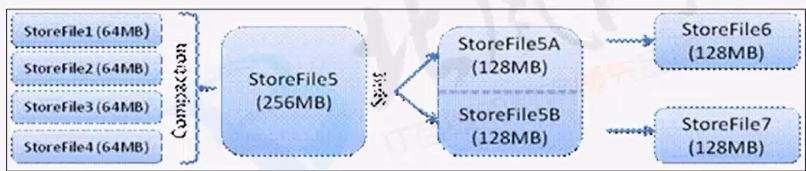 StoreFile1 (64MB)
StoreFile2 (64MB)
StoreFile3 (64MB)
StoreFile4 (64MB)
Compaction
StoreFile5
(256MB)
Split
StoreFile5A
(128MB)
StoreFile5B
(128MB)
StoreFile6
(128MB)
StoreFile7
(128MB)